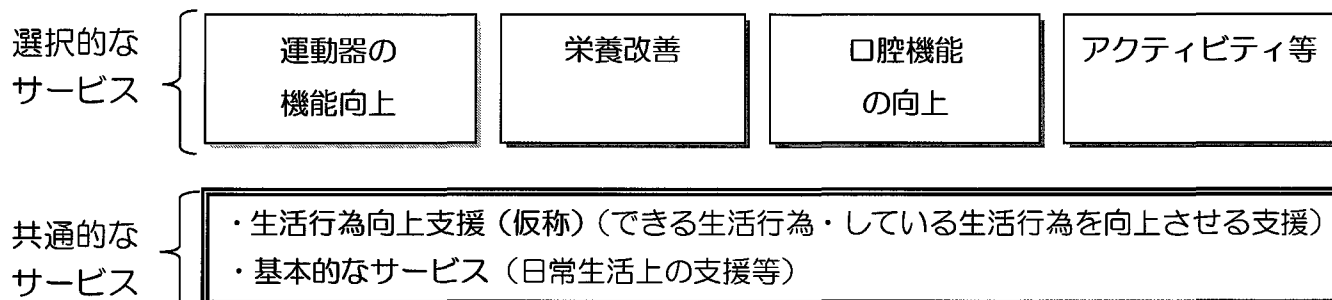 選択的な
サービス
運動器の
機能向上
栄養改善
口腔機能
の向上
アクティビティ等
共通的な
サービス
・生活行為向上支援（仮称）（できる生活行為・している生活行為を向上させる支援）
・基本的なサービス（日常生活上の支援等）